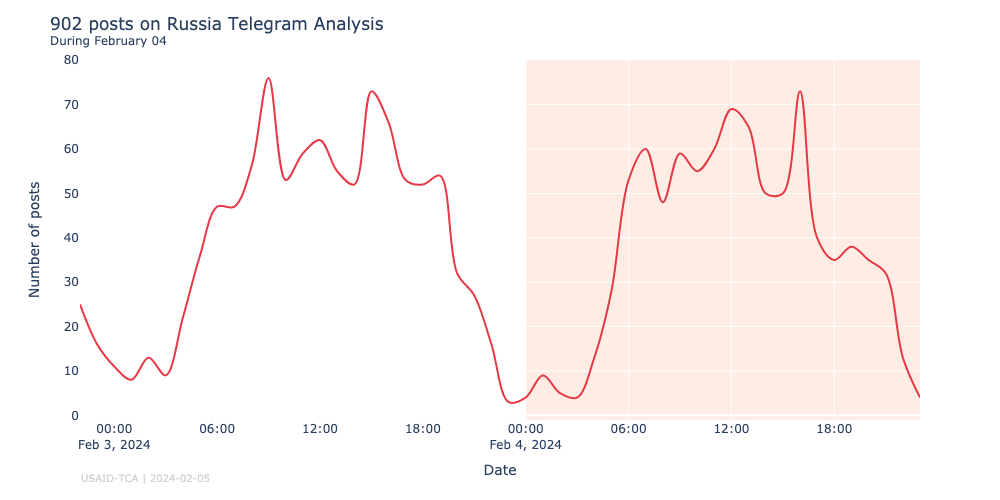 902 posts on Russia Telegram Analysis
During February 04
80
70
60
50
40
30
20
10
0
Number of posts
00:00 06:00 12:00 18:00 00:00 06:00 12:00 18:00
Feb 3, 2024 Feb 4, 2024
Date
USAID-TCA | 2024-02-05